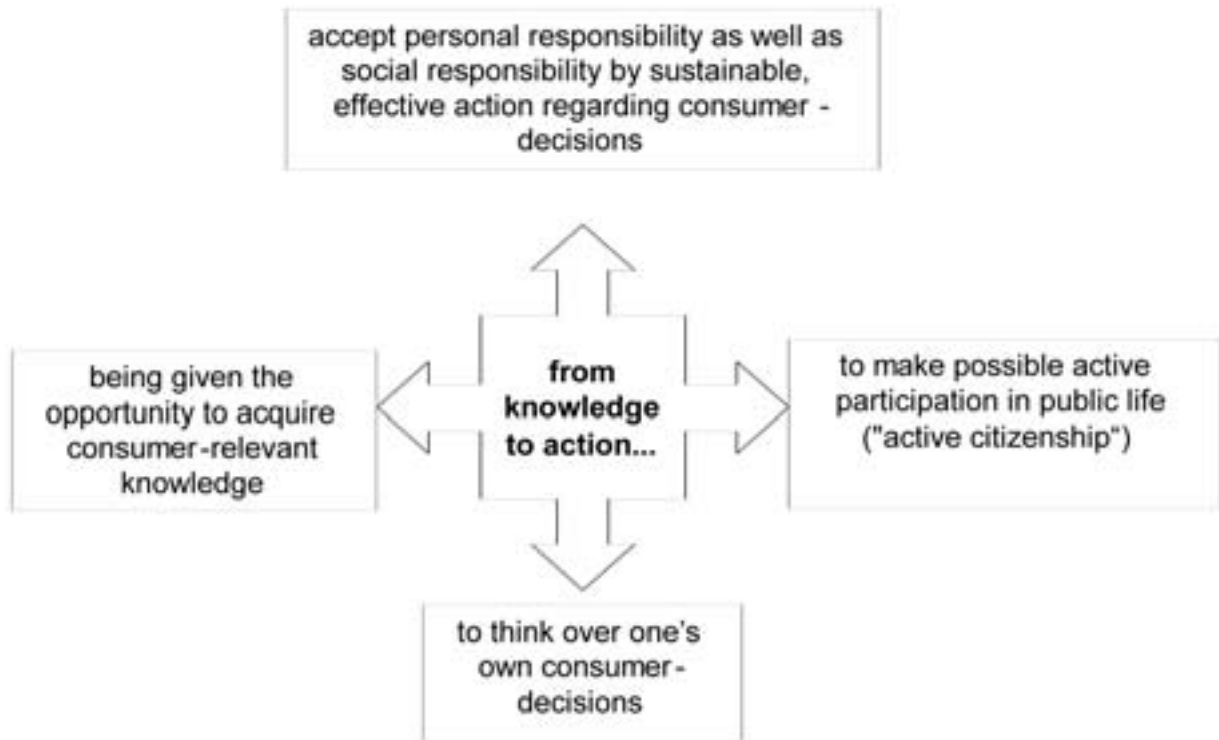 accept personal responsibility as well as
social responsibility by sustainable,
effective action regarding consumer -
decisions
being given the
opportunity to acquire
consumer-relevant
knowledge
from
knowledge
to action...
to make possible active
participation in public life
("active citizenship“)
to think over one's
own consumer-
decisions